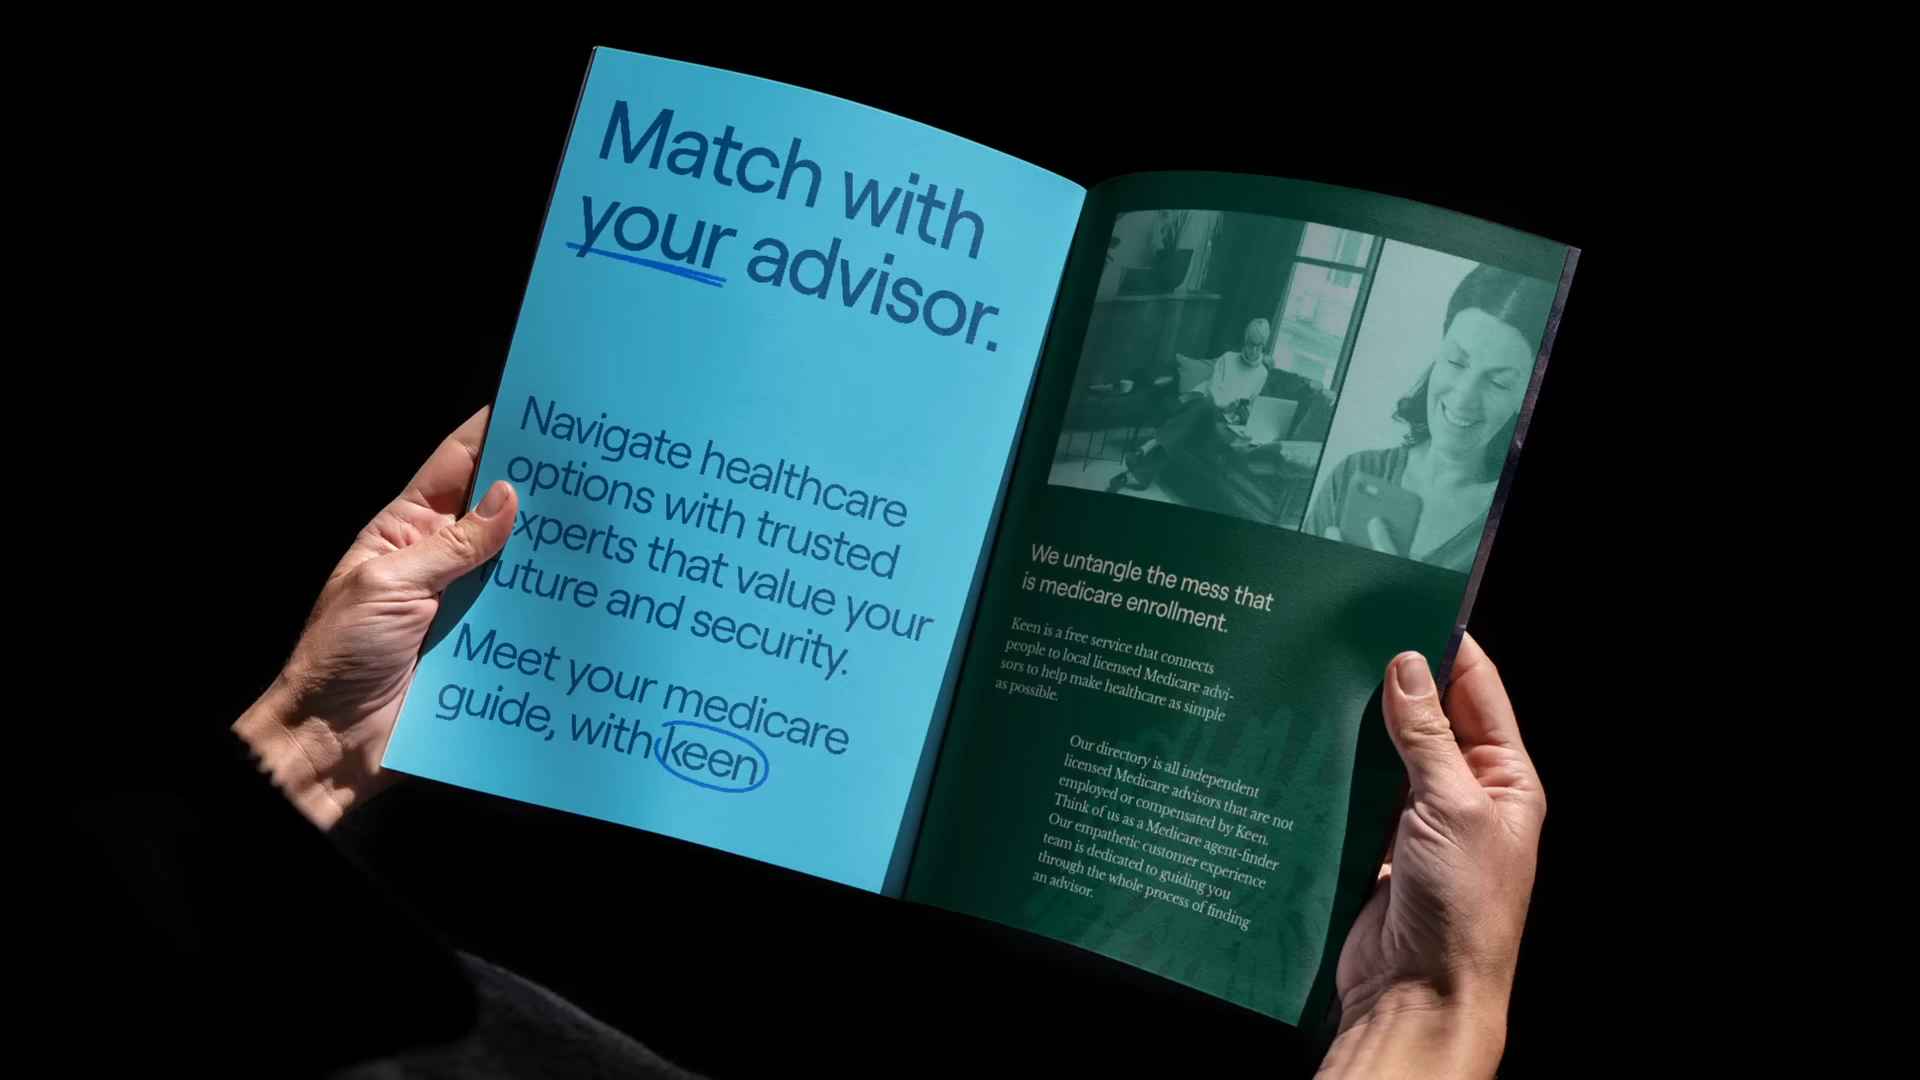 Match with
your advisor.
Navigate healthcare
options with trusted
experts that value your
future and security.
Meet your medicare
guide, with keen
We untangle the mess that
is medicare enrollment.
Keen is a free service that connects
people to local licensed Medicare advi-
sors to help make healthcare as simple
as possible.
Our directory is all independent
licensed Medicare advisors that are not
employed or compensated by Keen.
Think of us as a Medicare agent-finder
Our empathetic customer experience
team is dedicated to guiding you
through the whole process of finding
an advisor.